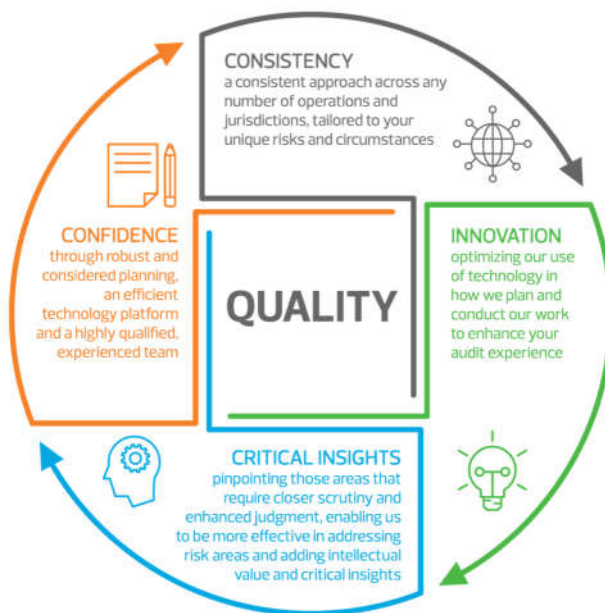 CONSISTENCY
a consistent approach across any
number of operations and
jurisdictions, tailored to your
unique risks and circumstances
CONFIDENCE
through robust and
considered planning,
an efficient
technology platform
and a highly qualified,
experienced team
QUALITY
INNOVATION
optimizing our use
of technology in
how we plan and
conduct our work
to enhance your
audit experience
CRITICAL INSIGHTS
pinpointing those areas that
require closer scrutiny and
enhanced judgment, enabling us
to be more effective in addressing
risk areas and adding intellectual
value and critical insights